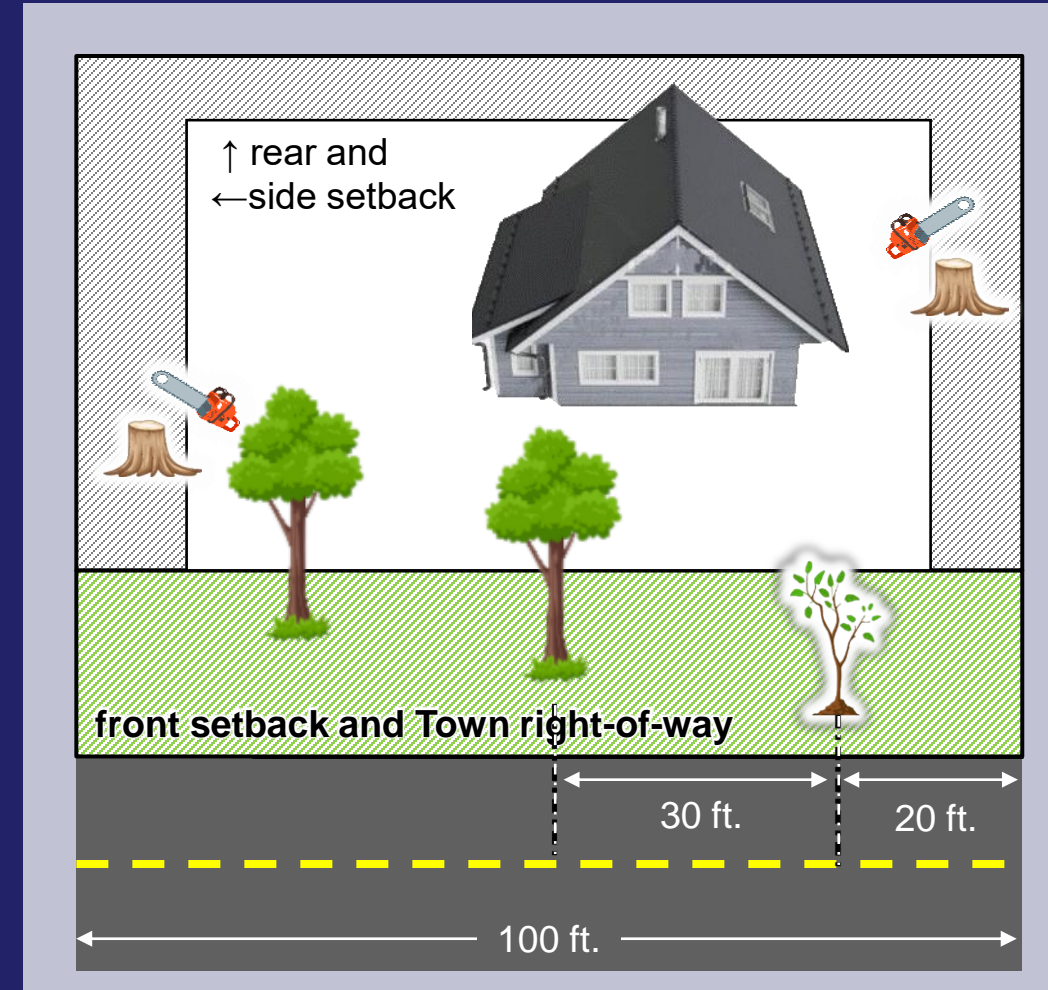 ↑ rear and
←side setback
front setback and Town right-of-way
30 ft.
20 ft.
100 ft.